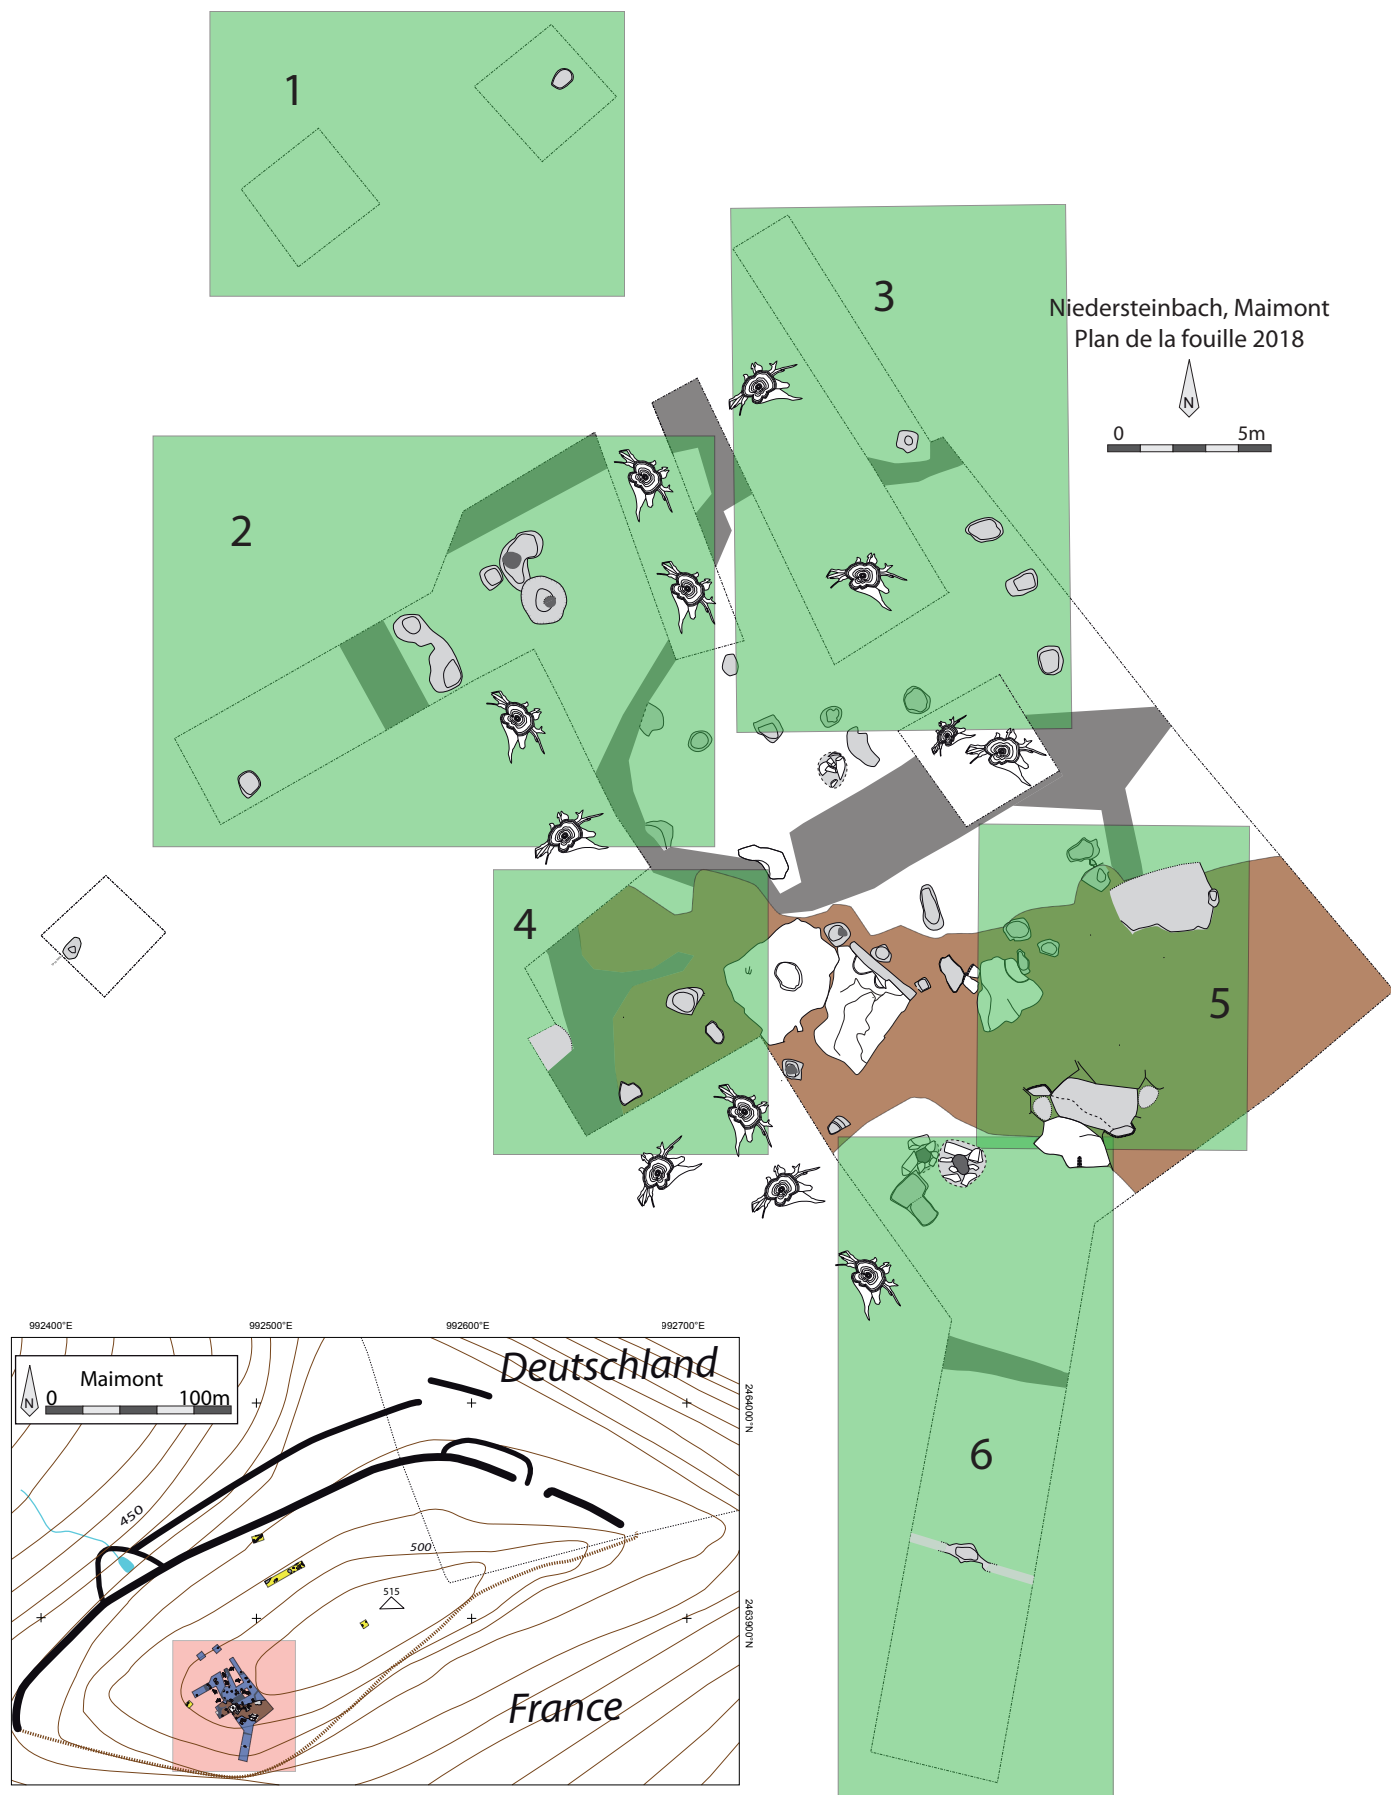 1
3
Niedersteinbach, Maimont
Plan de la fouille 2018
N
0 5m
2
4
5
6
992400°E 992500°E 992600°E 992700°E
Deutschland
Maimont
N
0 100m
2464000°N
450
500
515
2463900°N
France